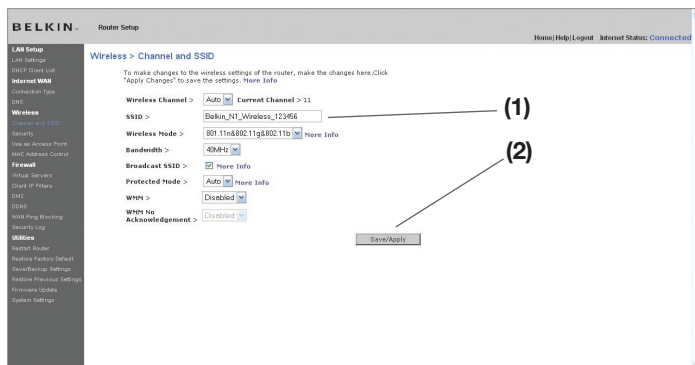 BELKIN
Router Setup
Home|Help|Logout Internet Status: Connected
LAN Setup
LAN Settings
DHCP Client List
Internet WAN
Connection Type
DNS
Wireless
Channel and SSID
Security
Use as Access Point
MAC Address Control
Firewall
Virtual Servers
Client IP Filters
DMZ
DDNS
WAN Ping Blocking
Security Log
Utilities
Restart Router
Restore Factory Default
Save/Backup Settings
Restore Previous Settings
Firmware Update
System Settings
Wireless > Channel and SSID
To make changes to the wireless settings of the router, make the changes here.Click
"Apply Changes" to save the settings. More Info
Wireless Channel > Auto Current Channel > 11
SSID > Belkin_N1_Wireless_123456
Wireless Mode > 801.11n&802.11g&802.11b More Info
Bandwidth > 40MHz
Broadcast SSID > More Info
Protected Mode > Auto More Info
WMM > Disabled
WMM No
Acknowledgement > Disabled
Save/Apply
(1)
(2)